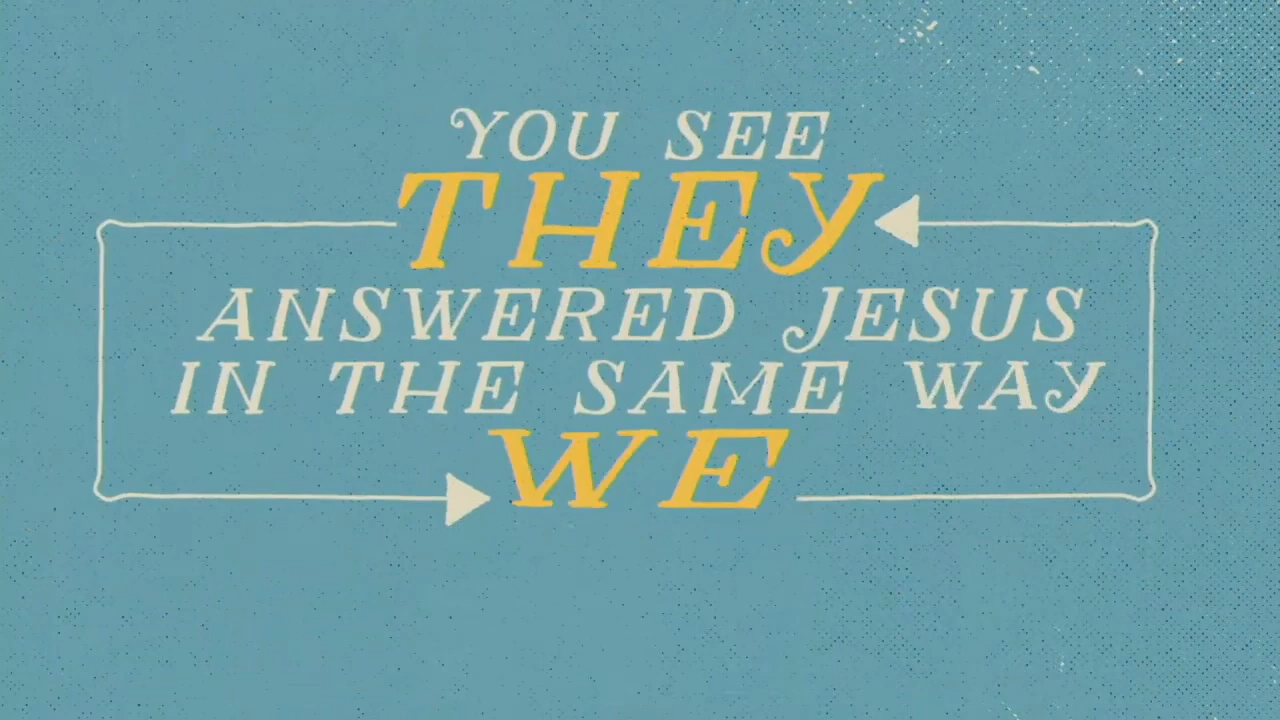 YOU SEE
THEY
ANSWERED JESUS
IN THE SAME WAY
WE